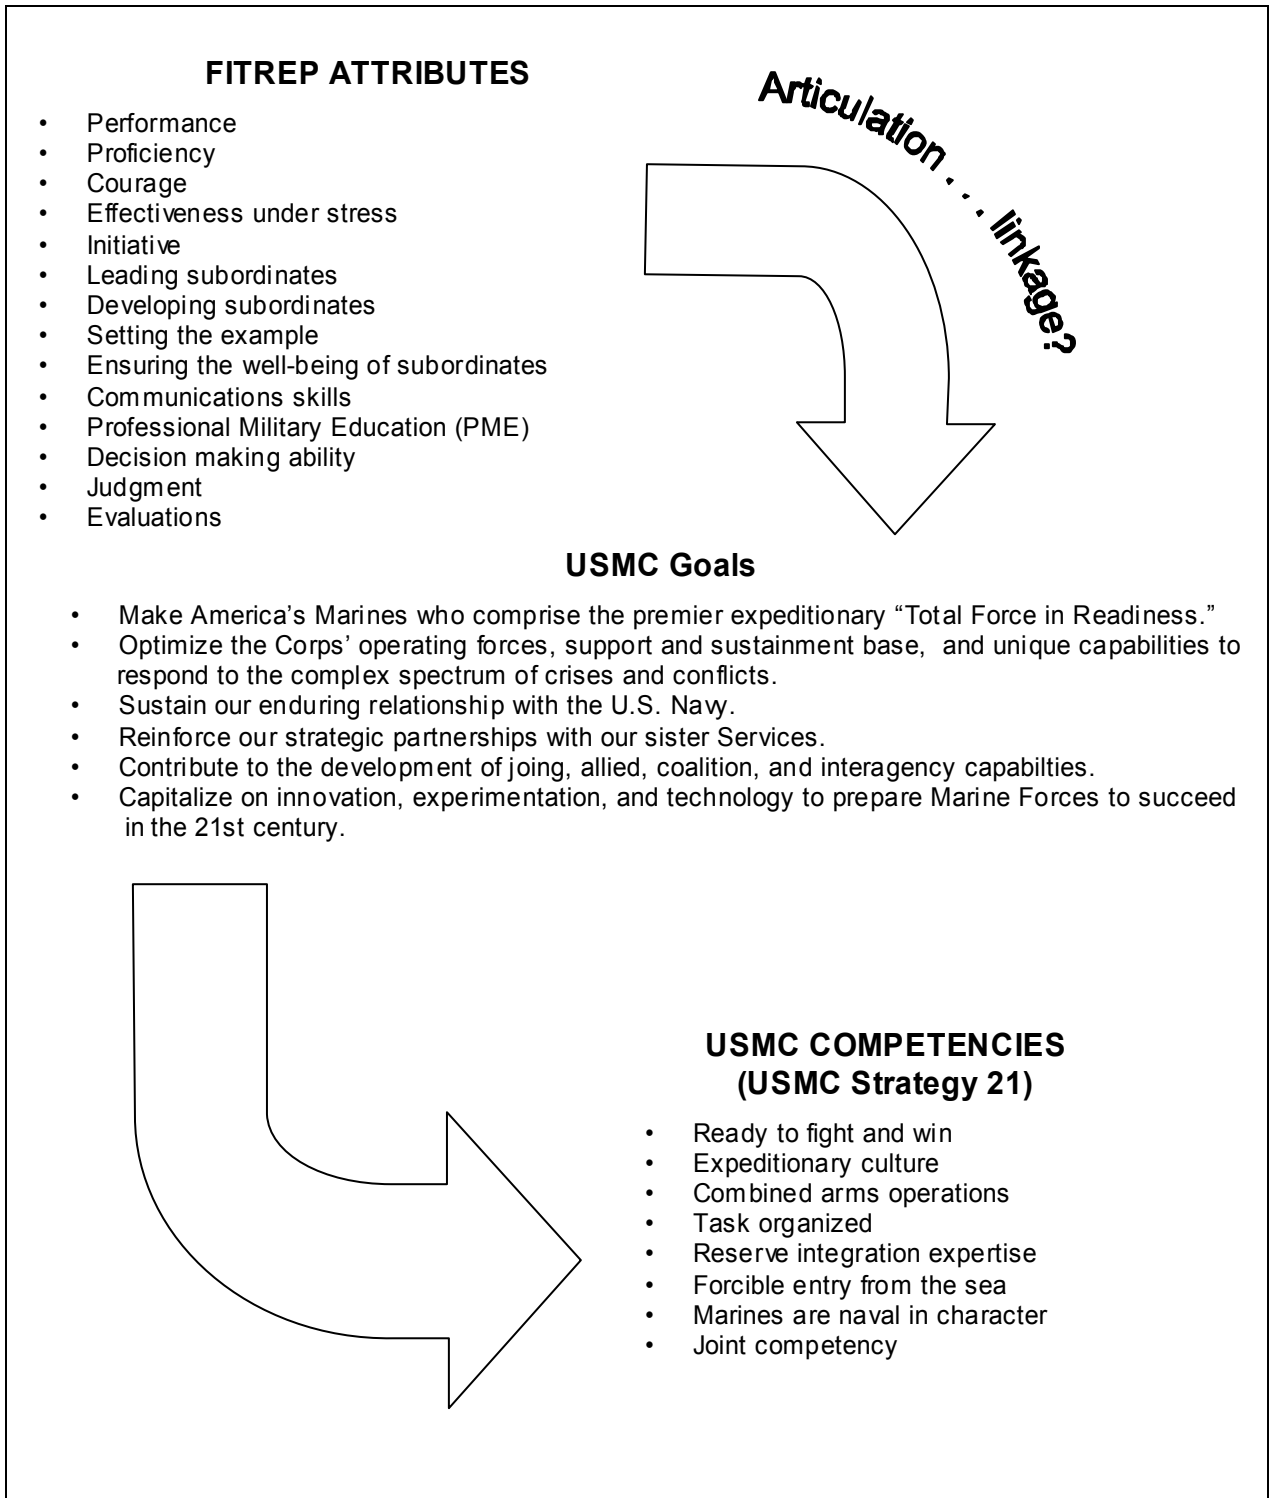 FITREP ATTRIBUTES
Articulation . . . linkage?
• Performance
• Proficiency
• Courage
• Effectiveness under stress
• Initiative
• Leading subordinates
• Developing subordinates
• Setting the example
• Ensuring the well-being of subordinates
• Communications skills
• Professional Military Education (PME)
• Decision making ability
• Judgment
• Evaluations
USMC Goals
• Make America’s Marines who comprise the premier expeditionary “Total Force in Readiness.”
• Optimize the Corps’ operating forces, support and sustainment base, and unique capabilities to
respond to the complex spectrum of crises and conflicts.
• Sustain our enduring relationship with the U.S. Navy.
• Reinforce our strategic partnerships with our sister Services.
• Contribute to the development of joing, allied, coalition, and interagency capabilties.
• Capitalize on innovation, experimentation, and technology to prepare Marine Forces to succeed
in the 21st century.
USMC COMPETENCIES
(USMC Strategy 21)
• Ready to fight and win
• Expeditionary culture
• Combined arms operations
• Task organized
• Reserve integration expertise
• Forcible entry from the sea
• Marines are naval in character
• Joint competency